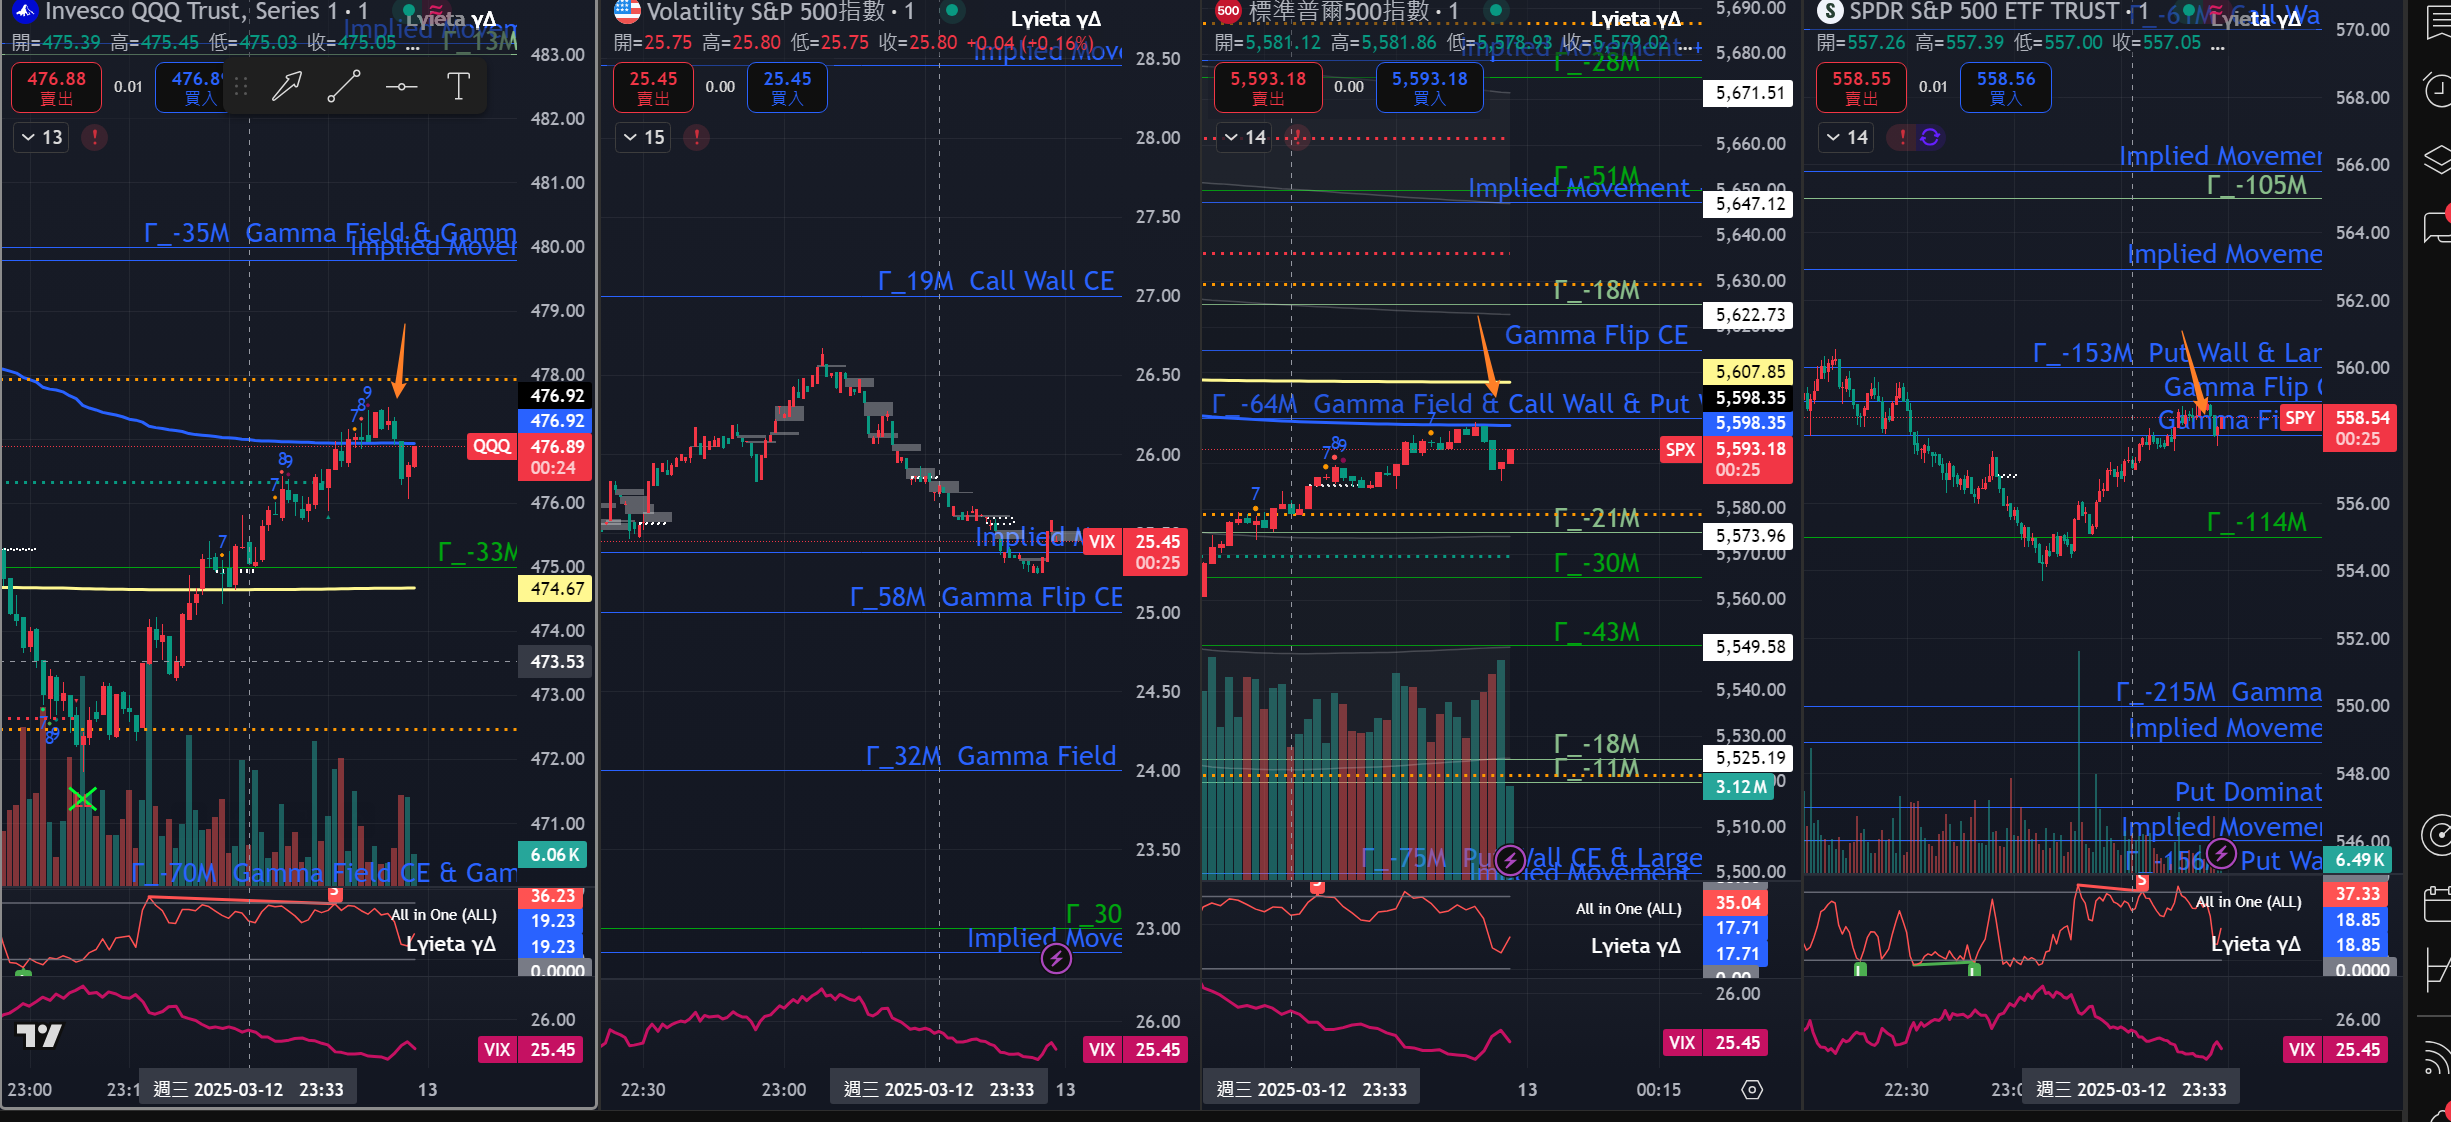 Invesco QQQ Trust, Series 1 · 1
Lyieta γΔ
開=475.39 高=475.45 低=475.03 收=475.05 ...
Γ_-13M
476.88
賣出
0.01
買入
T
13
Γ_-35M Gamma Field & Gamm
Implied Mover
Γ_-33M
Γ_-70M Gamma Field CE & Gam
7
8
9
7
8
9
7
89
483.00
482.00
481.00
480.00
479.00
478.00
476.92
476.92
QQQ 476.89
00:24
476.00
475.00
474.67
474.00
473.53
473.00
472.00
471.00
6.06K
36.23
All in One (ALL)
19.23
Lyieta γΔ
19.23
0.0000
26.00
VIX 25.45
23:00
週三 2025-03-12 23:33
13
Volatility S&P 500指數 · 1
Lyieta γΔ
開=25.75 高=25.80 低=25.75 收=25.80 +0.04 (+0.16%)
Implied Mov
25.45
賣出
0.00
25.45
買入
15
Γ_19M Call Wall CE
Γ_58M Gamma Flip CE
Γ_32M Gamma Field
Γ_30
Implied Move
28.50
28.00
27.50
27.00
26.50
26.00
VIX 25.45
00:25
25.00
24.50
24.00
23.50
23.00
26.00
VIX 25.45
22:30
23:00
週三 2025-03-12 23:33
13
500
標準普爾500指數 · 1
Lyieta γΔ
開=5,581.12 高=5,581.86 低=5,578.93 收=5,579.02 ...
Γ_-28M
5,593.18
賣出
0.00
5,593.18
買入
14
Γ_-51M
Implied Movement
Γ_-18M
Gamma Flip CE
Γ_-64M Gamma Field & Call Wall & Put
7
7
89
7
Γ_-21M
Γ_-30M
Γ_-43M
Γ_-18M
Γ_-11M
Γ_-75M Put Wall CE & Large
Implied Movement
5,690.00
5,680.00
5,671.51
5,660.00
5,650.00
5,647.12
5,640.00
5,630.00
5,622.73
5,607.85
5,598.35
5,598.35
SPX 5,593.18
00:25
5,580.00
5,573.96
5,570.00
5,560.00
5,549.58
5,540.00
5,530.00
5,525.19
3.12M
5,510.00
5,500.00
35.04
All in One (ALL)
17.71
Lyieta γΔ
17.71
26.00
VIX 25.45
週三 2025-03-12 23:33
13
00:15
S
SPDR S&P 500 ETF TRUST · 1
Lyieta γΔ
開=557.26 高=557.39 低=557.00 收=557.05 ...
558.55
賣出
0.01
558.56
買入
14
Implied Movemer
Γ_-105M
Implied Moveme
Γ_-153M Put Wall & Lar
Gamma Flip
Γ_-114M
Γ_-215M Gamma
Implied Moveme
Put Dominat
Implied Movemer
Put Wa
570.00
568.00
566.00
564.00
562.00
560.00
SPY 558.54
00:25
556.00
554.00
552.00
550.00
548.00
546.00
6.49K
S
L
L
37.33
All in One (ALL)
18.85
Lyieta γΔ
18.85
0.0000
26.00
VIX 25.45
22:30
週三 2025-03-12 23:33